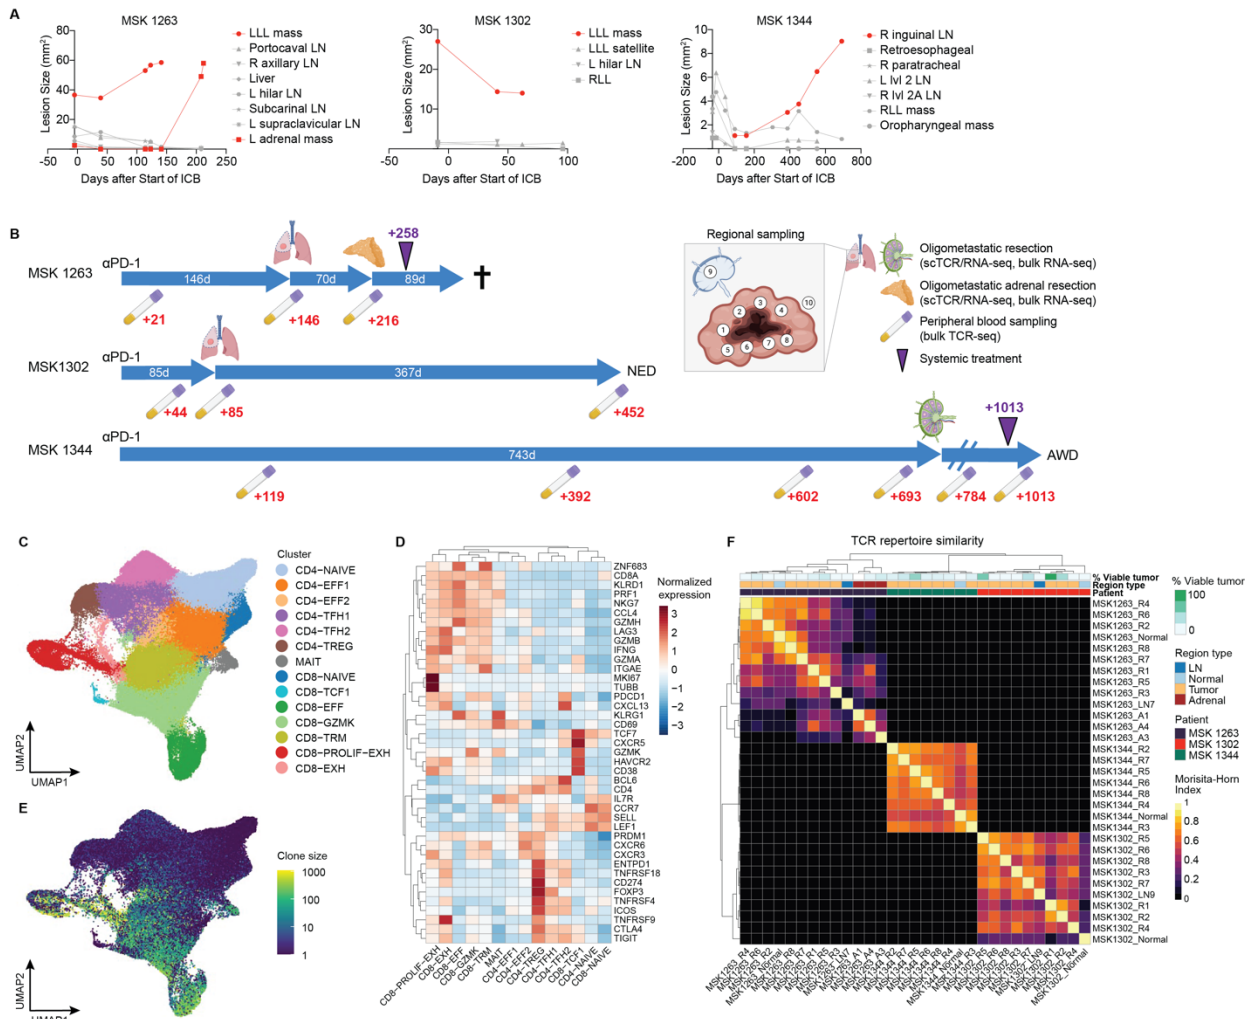 A
MSK 1263
Lesion Size (mm²)
80
60
40
20
-50
0
50
100
150
200
250
Days after Start of ICB
LLL mass
Portocaval LN
R axillary LN
Liver
L hilar LN
Subcarinal LN
L supraclavicular LN
L adrenal mass
MSK 1302
Lesion Size (mm²)
30
20
10
-50
0
50
100
Days after Start of ICB
LLL mass
LLL satellite
L hilar LN
RLL
MSK 1344
Lesion Size (mm²)
10
8
6
4
2
0
-200
0
200
400
600
800
Days after Start of ICB
R inguinal LN
Retroesophageal
R paratracheal
L lvl 2 LN
R lvl 2A LN
RLL mass
Oropharyngeal mass
B
MSK 1263
αPD-1
146d
70d
89d
+258
+21
+146
+216
MSK1302
αPD-1
85d
367d
NED
+44
+85
+452
MSK 1344
αPD-1
743d
+1013
AWD
+119
+392
+602
+693
+784
+1013
Regional sampling
9
10
1
2
3
4
5
6
7
8
Oligometastatic resection
(scTCR/RNA-seq, bulk RNA-seq)
Oligometastatic adrenal resection
(scTCR/RNA-seq, bulk RNA-seq)
Peripheral blood sampling
(bulk TCR-seq)
Systemic treatment
C
UMAP2
UMAP1
Cluster
CD4-NAIVE
CD4-EFF1
CD4-EFF2
CD4-TFH1
CD4-TFH2
CD4-TREG
MAIT
CD8-NAIVE
CD8-TCF1
CD8-EFF
CD8-GZMK
CD8-TRM
CD8-PROLIF-EXH
CD8-EXH
D
ZNF683
CD8A
KLRD1
PRF1
NKG7
CCL4
GZMH
LAG3
GZMB
IFNG
GZMA
ITGAE
MKI67
TUBB
PDCD1
CXCL13
KLRG1
CD69
TCF7
CXCR5
GZMK
HAVCR2
CD38
BCL6
CD4
IL7R
CCR7
SELL
LEF1
PRDM1
CXCR6
CXCR3
ENTPD1
TNFRSF18
CD274
FOXP3
TNFRSF4
ICOS
TNFRSF9
CTLA4
TIGIT
CD8-PROLIF-EXH
CD8-EXH
CD8-EFF
CD8-GZMK
CD8-TRM
MAIT
CD4-EFF1
CD4-EFF2
CD4-TREG
CD4-TFH1
CD4-TFH2
CD8-TCF1
CD4-NAIVE
CD8-NAIVE
Normalized
expression
3
2
1
0
-1
-2
-3
E
UMAP2
UMAP1
Clone size
1000
100
10
1
F
TCR repertoire similarity
% Viable tumor
Region type
Patient
MSK1263_R4
MSK1263_R6
MSK1263_R2
MSK1263_Normal
MSK1263_R8
MSK1263_R7
MSK1263_R1
MSK1263_R5
MSK1263_R3
MSK1263_LN7
MSK1263_A1
MSK1263_A4
MSK1263_A3
MSK1344_R2
MSK1344_R7
MSK1344_R5
MSK1344_R6
MSK1344_R8
MSK1344_R4
MSK1344_Normal
MSK1344_R3
MSK1302_R5
MSK1302_R6
MSK1302_R8
MSK1302_R3
MSK1302_R7
MSK1302_LN9
MSK1302_R1
MSK1302_R2
MSK1302_R4
MSK1302_Normal
% Viable tumor
100
0
Region type
LN
Normal
Tumor
Adrenal
Patient
MSK 1263
MSK 1302
MSK 1344
Morisita-Horn
Index
1
0.8
0.6
0.4
0.2
0